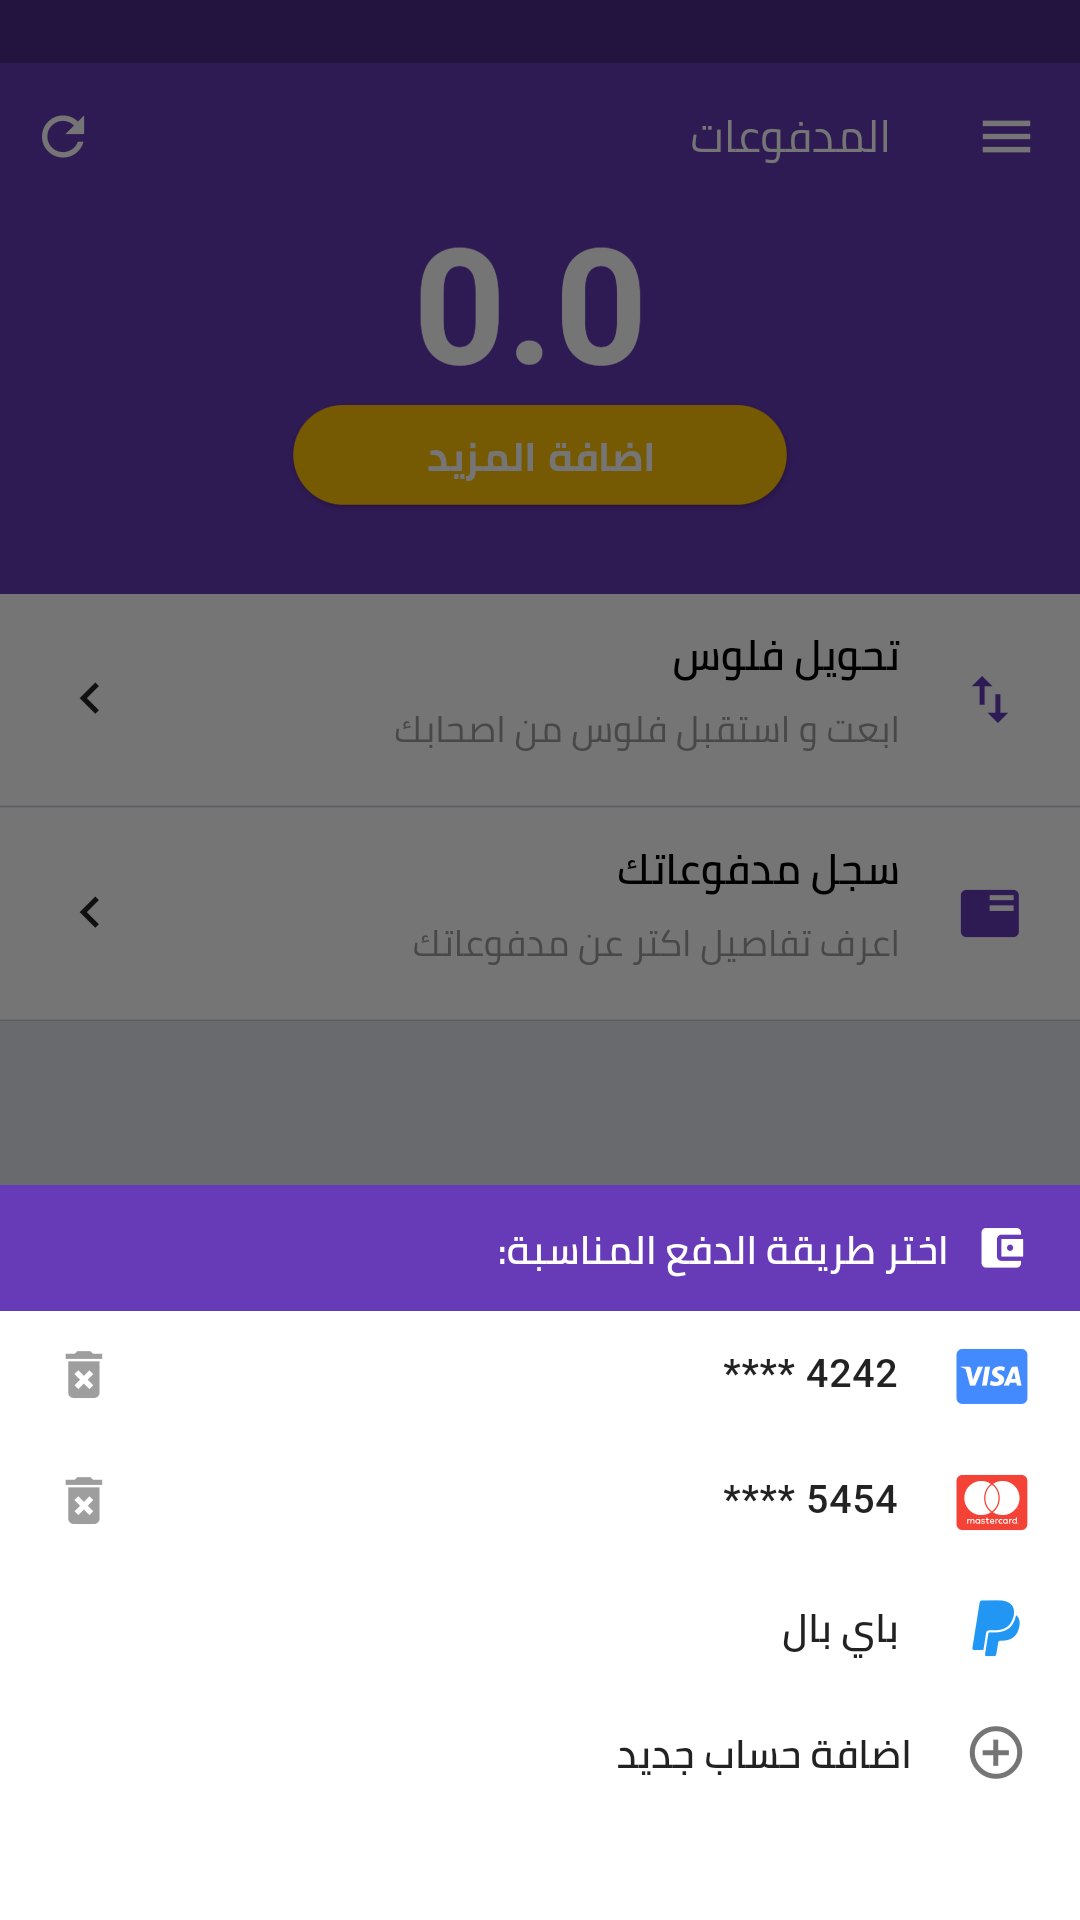 المدفوعات
0.0
اضافة المزيد
تحويل فلوس
ابعت و استقبل فلوس من اصحابك
سجل مدفوعاتك
اعرف تفاصيل اكتر عن مدفوعاتك
اختر طريقة الدفع المناسبة:
**** 4242
VISA
**** 5454
mastercard
باي بال
اضافة حساب جديد